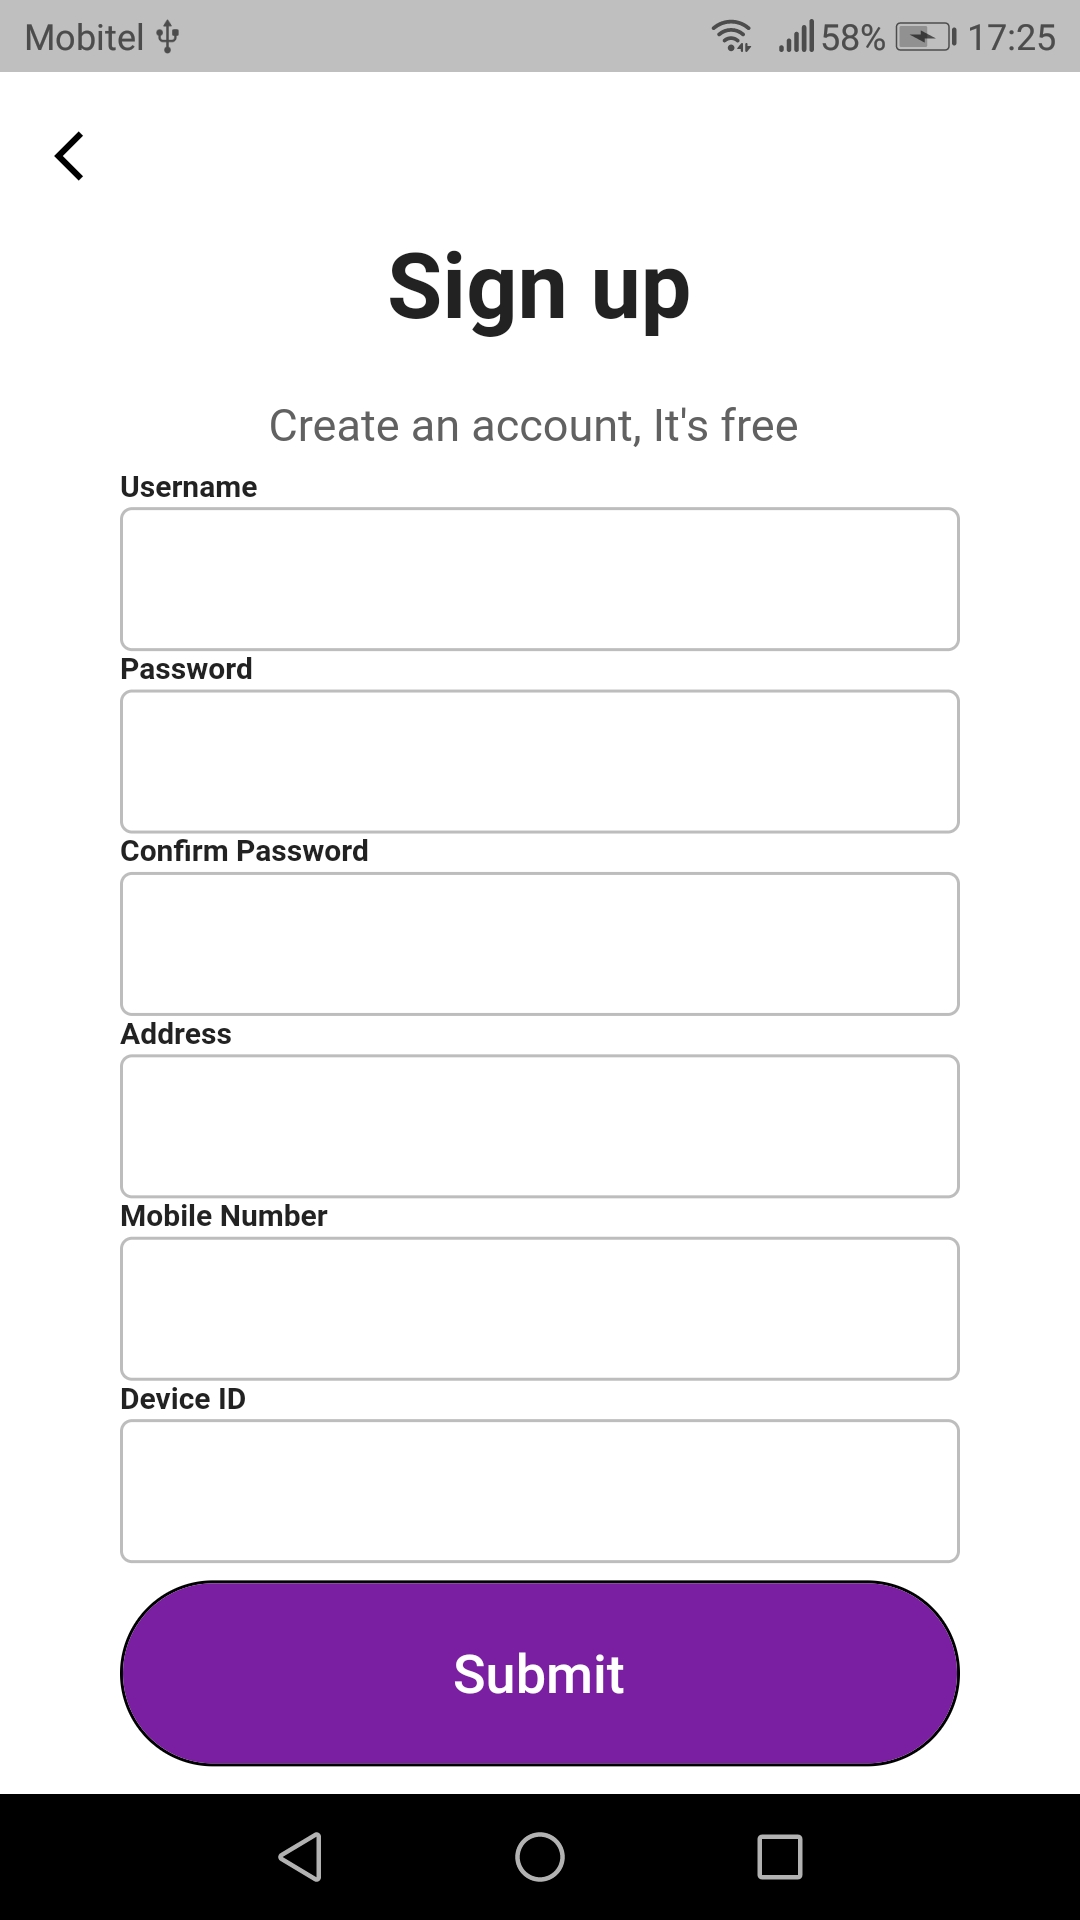 Mobitel 58% 17:25
Sign up
Create an account, It's free
Username
Password
Confirm Password
Address
Mobile Number
Device ID
Submit